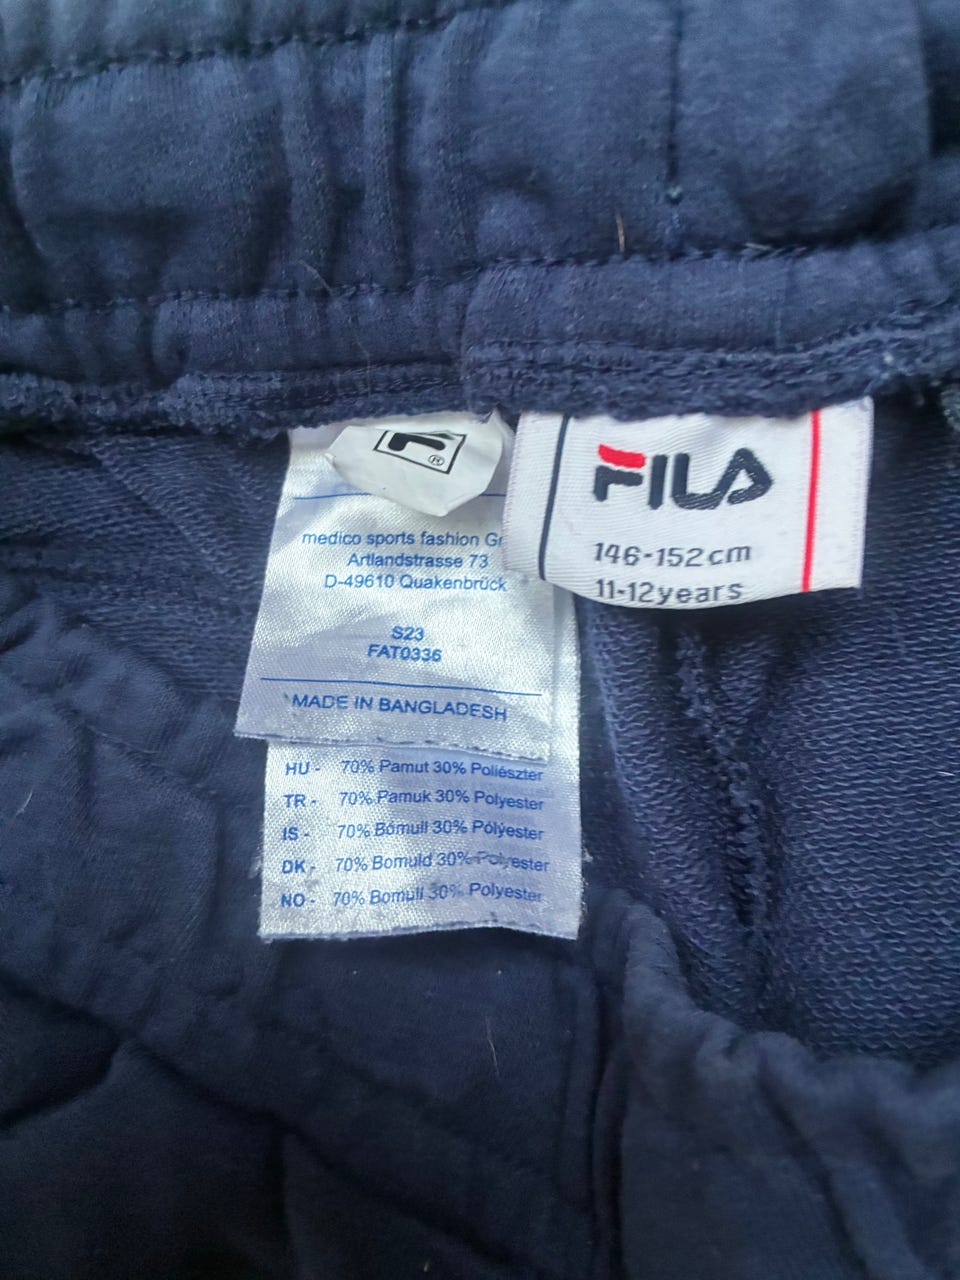 medico sports fashion
Artlandstrasse 73
D-49610 Quakenbrück
S23
FAT0336
MADE IN BANGLADESH
HU - 70% Pamut 30% Poliészter
TR - 70% Pamuk 30% Polyester
IS - 70% Bómull 30% Pólýester
DK - 70% Bomuld 30% Polyester
NO - 70% Bomull 30% Polyester
FILA
146-152cm
11-12years